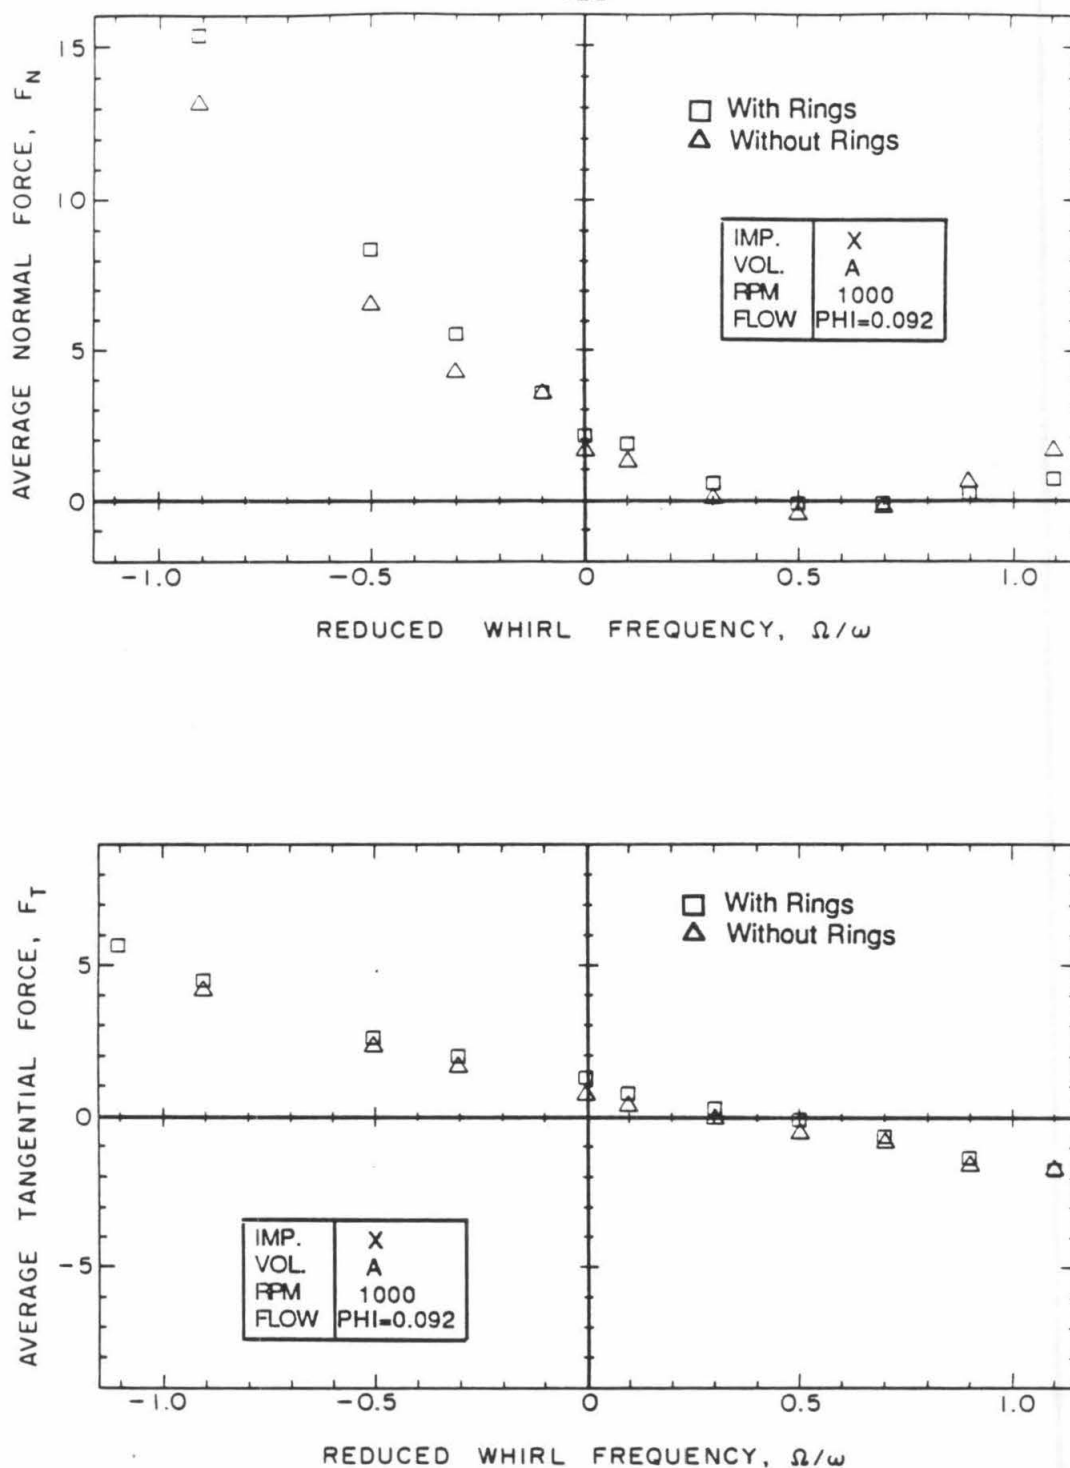 15
10
5
0
AVERAGE NORMAL FORCE, F_N
With Rings
Without Rings
IMP. X
VOL. A
RPM 1000
FLOW PHI=0.092
-1.0 -0.5 0 0.5 1.0
REDUCED WHIRL FREQUENCY, Ω/ω
5
0
-5
AVERAGE TANGENTIAL FORCE, F_T
With Rings
Without Rings
IMP. X
VOL. A
RPM 1000
FLOW PHI=0.092
-1.0 -0.5 0 0.5 1.0
REDUCED WHIRL FREQUENCY, Ω/ω